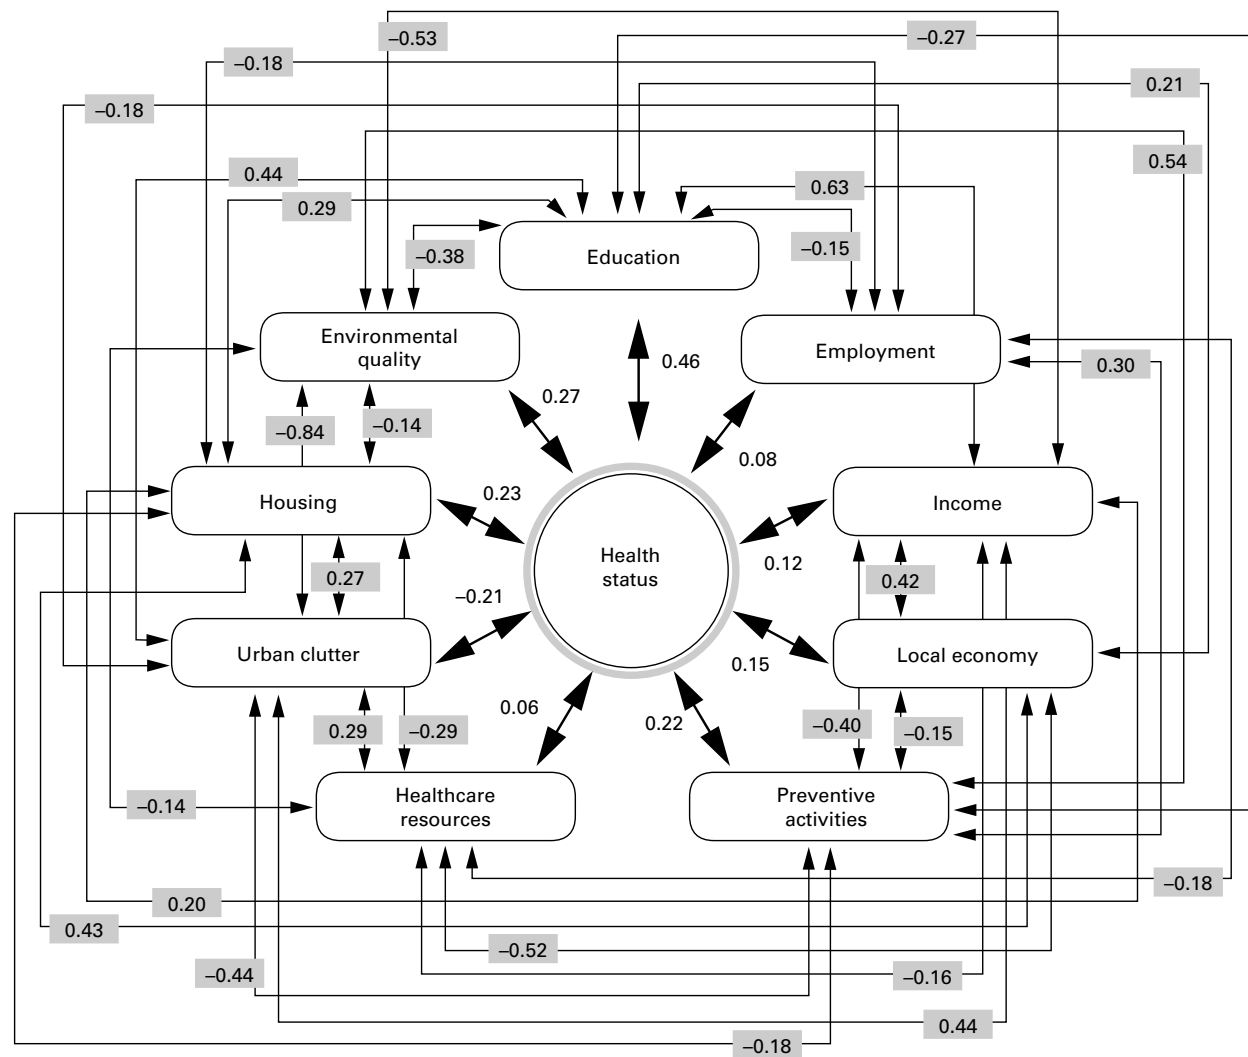 –0.53
–0.27
–0.18
0.21
–0.18
0.54
0.44
0.63
0.29
–0.15
–0.38
Education
Environmental
quality
Employment
0.46
0.30
0.27
–0.84
–0.14
0.08
0.23
Housing
Income
Health
status
0.12
0.27
0.42
–0.21
Urban clutter
Local economy
0.15
0.06
0.22
0.29
–0.29
–0.40
–0.15
–0.14
Healthcare
resources
Preventive
activities
–0.18
0.20
0.43
–0.52
–0.44
–0.16
0.44
–0.18